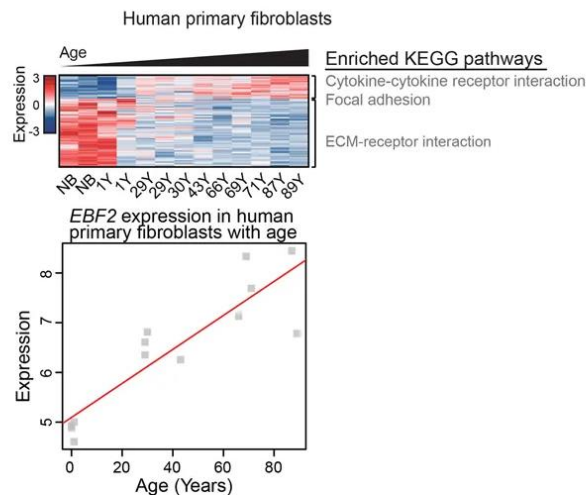 Human primary fibroblasts
Age
Enriched KEGG pathways
Expression
3
0
-3
Cytokine-cytokine receptor interaction
Focal adhesion
ECM-receptor interaction
NB NB 1Y 1Y 29Y 29Y 30Y 43Y 66Y 69Y 71Y 87Y 89Y
EBF2 expression in human
primary fibroblasts with age
Expression
8
7
6
5
0 20 40 60 80
Age (Years)